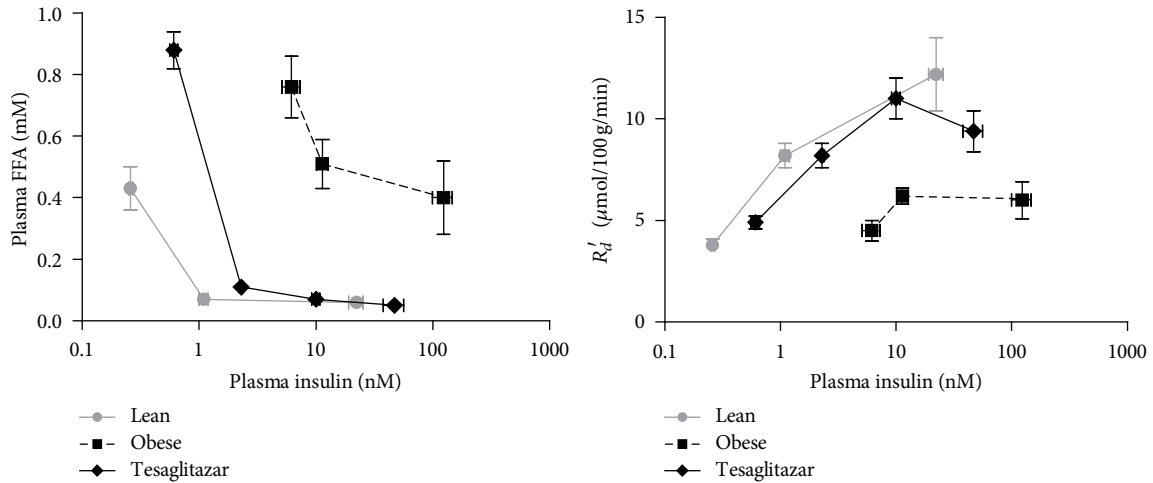 Plasma FFA (mM)
1.0
0.8
0.6
0.4
0.2
0.0
0.1
1
10
100
1000
Plasma insulin (nM)
Lean
Obese
Tesaglitazar
R′d (μmol/100 g/min)
15
10
5
0
0.1
1
10
100
1000
Plasma insulin (nM)
Lean
Obese
Tesaglitazar